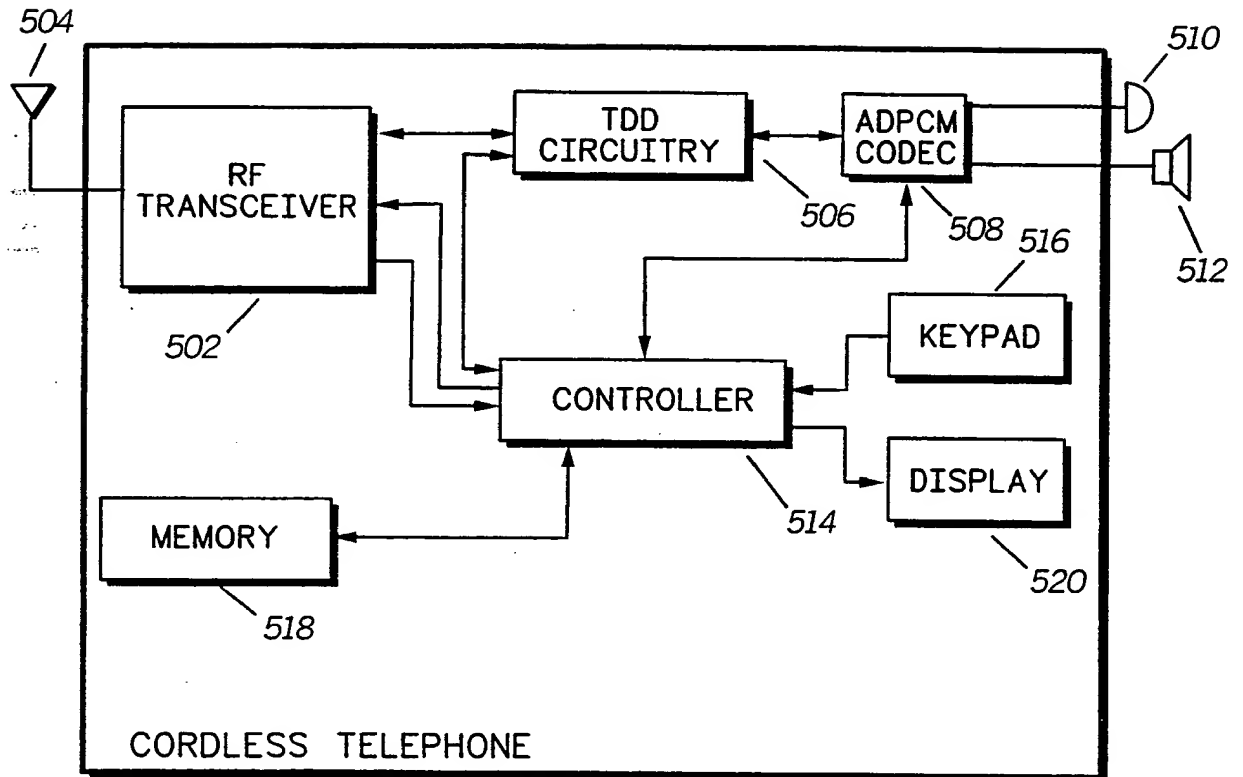 504
510
RF
TRANSCEIVER
TDD
CIRCUITRY
ADPCM
CODEC
506
508
512
502
516
KEYPAD
CONTROLLER
514
DISPLAY
520
MEMORY
518
CORDLESS TELEPHONE